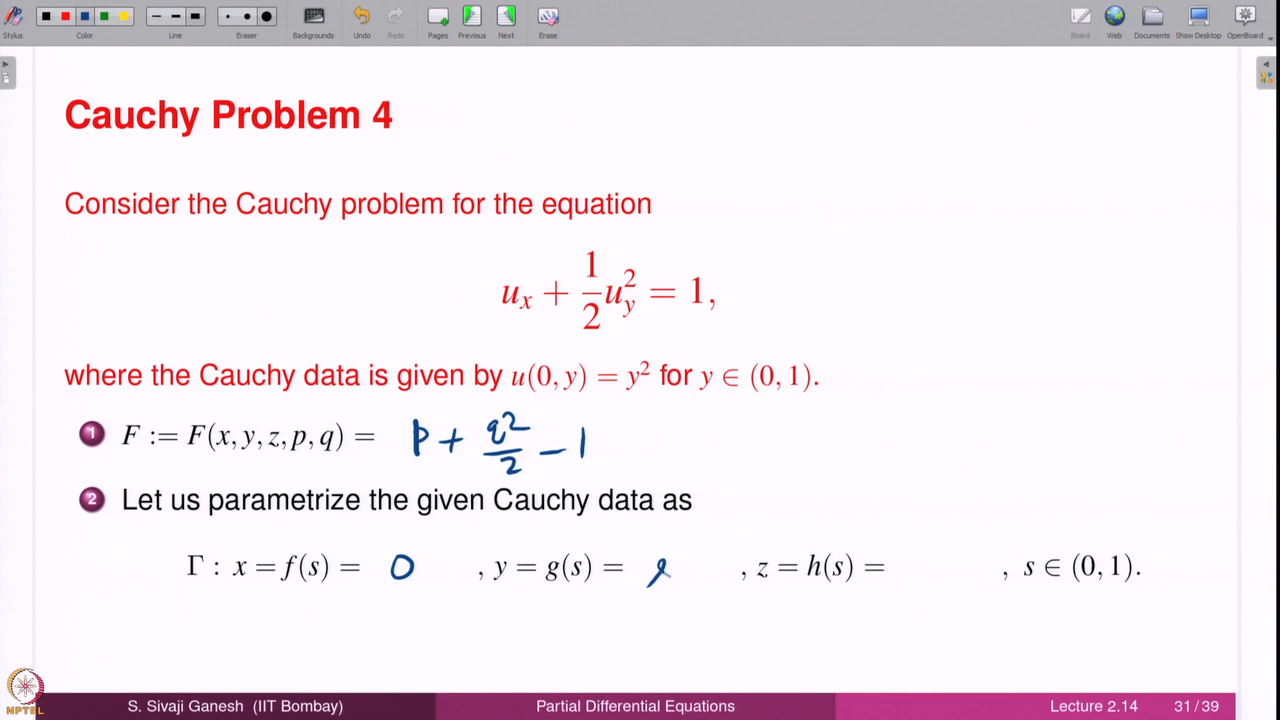 Stylus Color Line Eraser Backgrounds Undo Redo Pages Previous Next Erase Board Web Documents Show Desktop OpenBoard
Cauchy Problem 4
Consider the Cauchy problem for the equation
u_x + \frac{1}{2} u_y^2 = 1,
where the Cauchy data is given by u(0, y) = y² for y ∈ (0, 1).
1 F := F(x, y, z, p, q) = p + \frac{q^2}{2} - 1
2 Let us parametrize the given Cauchy data as
Γ : x = f(s) = 0 , y = g(s) = s , z = h(s) = , s ∈ (0, 1).
NPTEL
S. Sivaji Ganesh (IIT Bombay) Partial Differential Equations Lecture 2.14 31 / 39